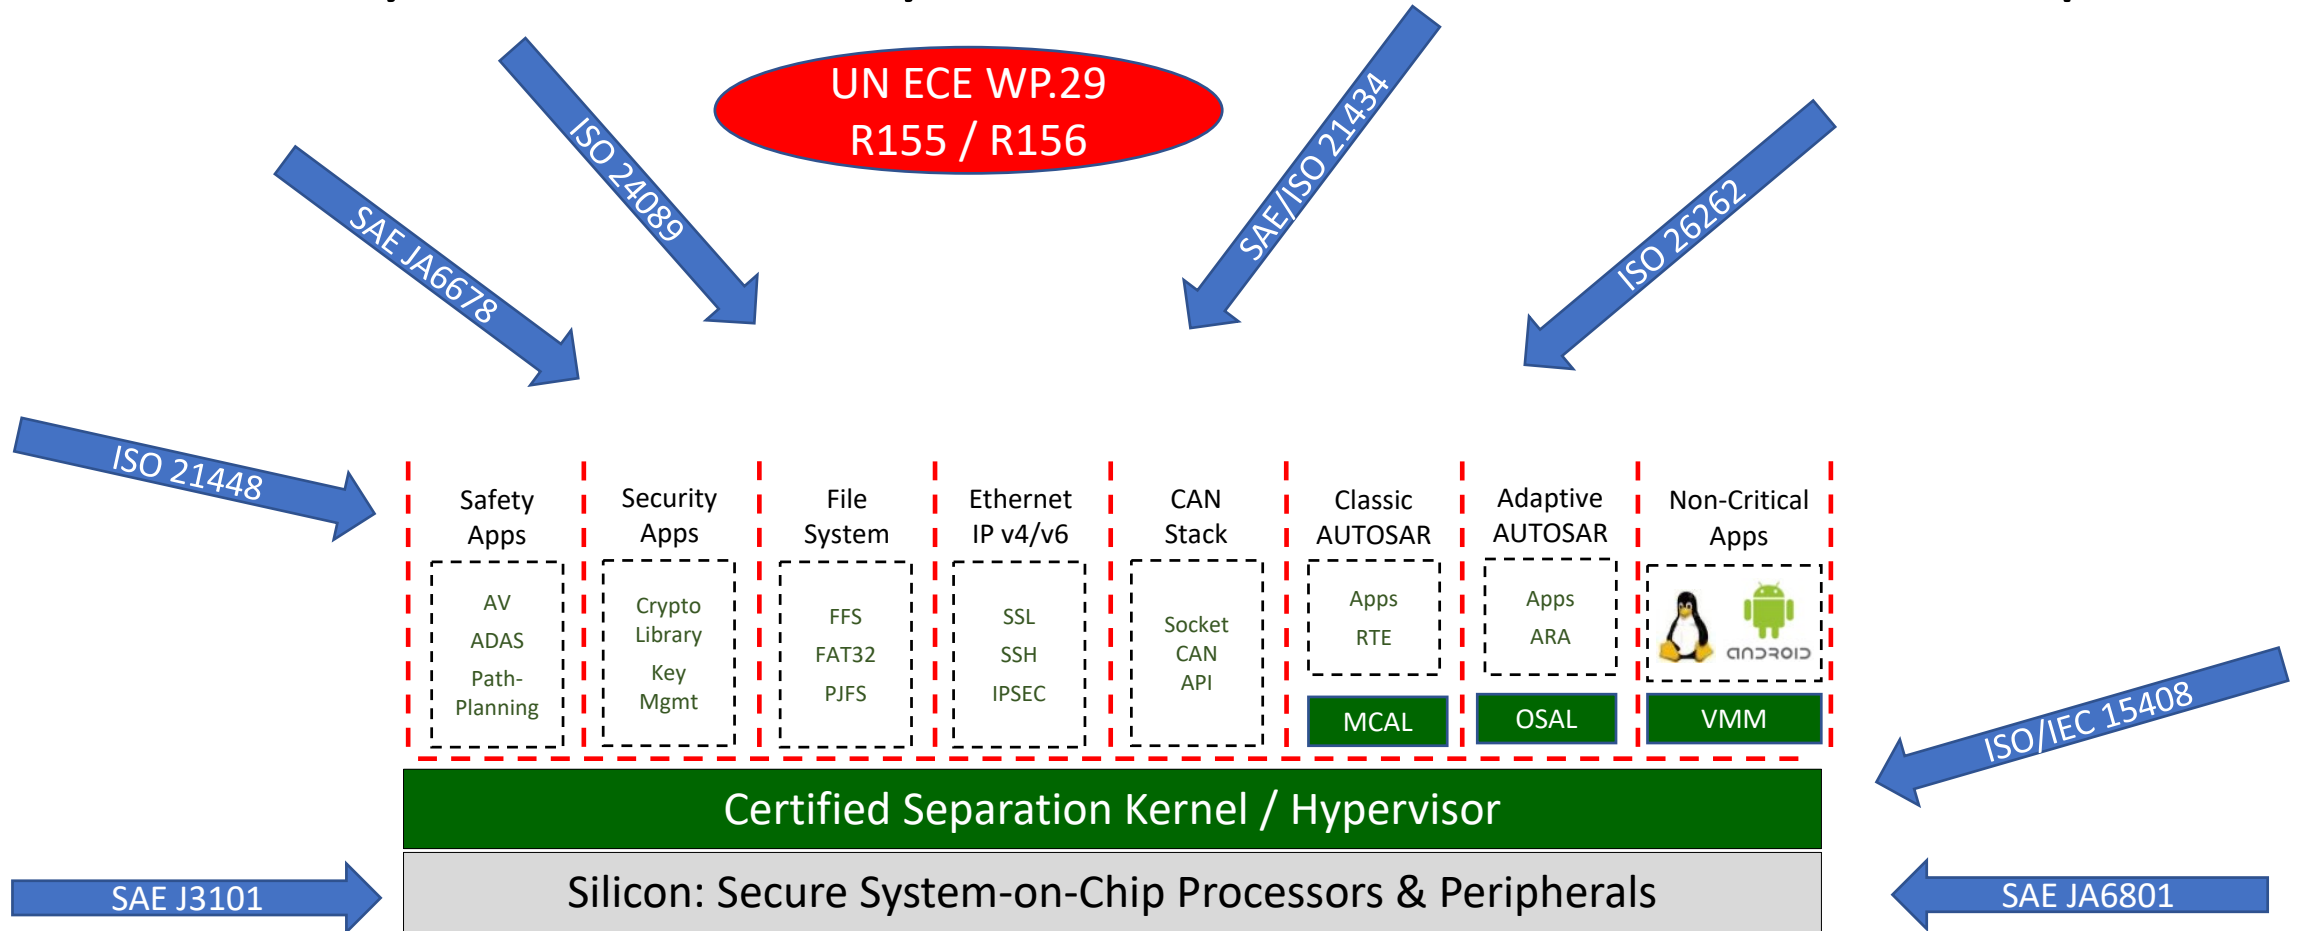 UN ECE WP.29
R155 / R156
ISO 24089
SAE/ISO 21434
SAE JA6678
ISO 26262
ISO 21448
Safety
Apps
AV
ADAS
Path-
Planning
Security
Apps
Crypto
Library
Key
Mgmt
File
System
FFS
FAT32
PJFS
Ethernet
IP v4/v6
SSL
SSH
IPSEC
CAN
Stack
Socket
CAN
API
Classic
AUTOSAR
Apps
RTE
MCAL
Adaptive
AUTOSAR
Apps
ARA
OSAL
Non-Critical
Apps
android
VMM
ISO/IEC 15408
Certified Separation Kernel / Hypervisor
SAE J3101
Silicon: Secure System-on-Chip Processors & Peripherals
SAE JA6801